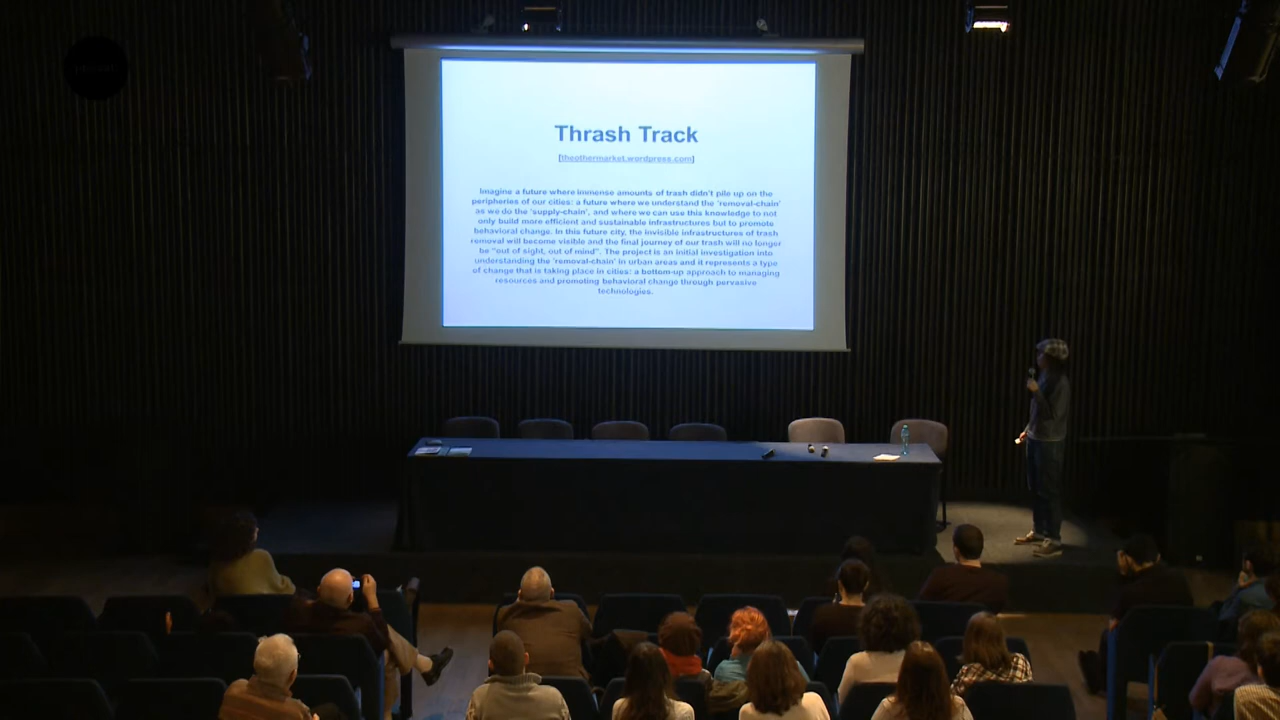 Thrash Track
[theothermarket.wordpress.com]
Imagine a future where immense amounts of trash didn't pile up on the
peripheries of our cities: a future where we understand the 'removal-chain'
as we do the 'supply-chain', and where we can use this knowledge to not
only build more efficient and sustainable infrastructures but to promote
behavioral change. In this future city, the invisible infrastructures of trash
removal will become visible and the final journey of our trash will no longer
be "out of sight, out of mind". The project is an initial investigation into
understanding the 'removal-chain' in urban areas and it represents a type
of change that is taking place in cities: a bottom-up approach to managing
resources and promoting behavioral change through pervasive
technologies.